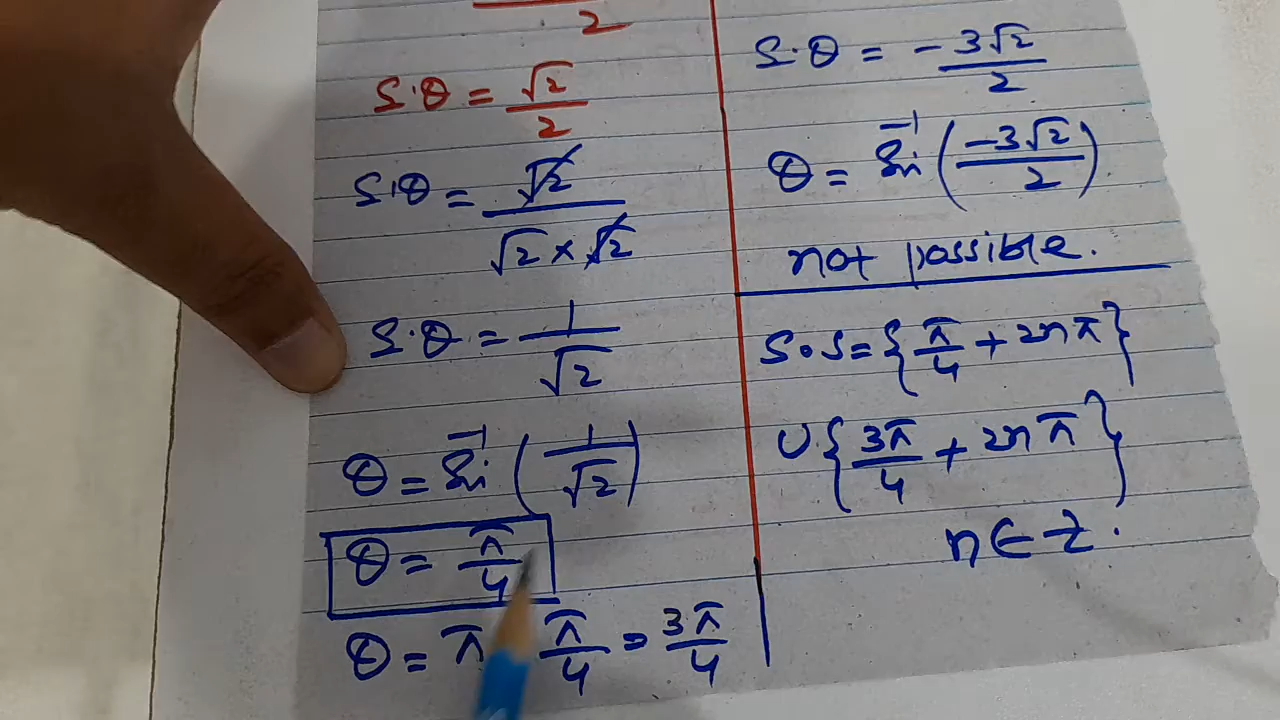 2
S.θ = √2/2
S.θ = √2/(√2 × √2)
S.θ = 1/√2
θ = Sin⁻¹(1/√2)
θ = π/4
θ = π π/4 = 3π/4
S.θ = -3√2/2
θ = Sin⁻¹(-3√2/2)
not possible.
S.S = {π/4 + 2nπ}
U {3π/4 + 2nπ}
n ∈ Z.